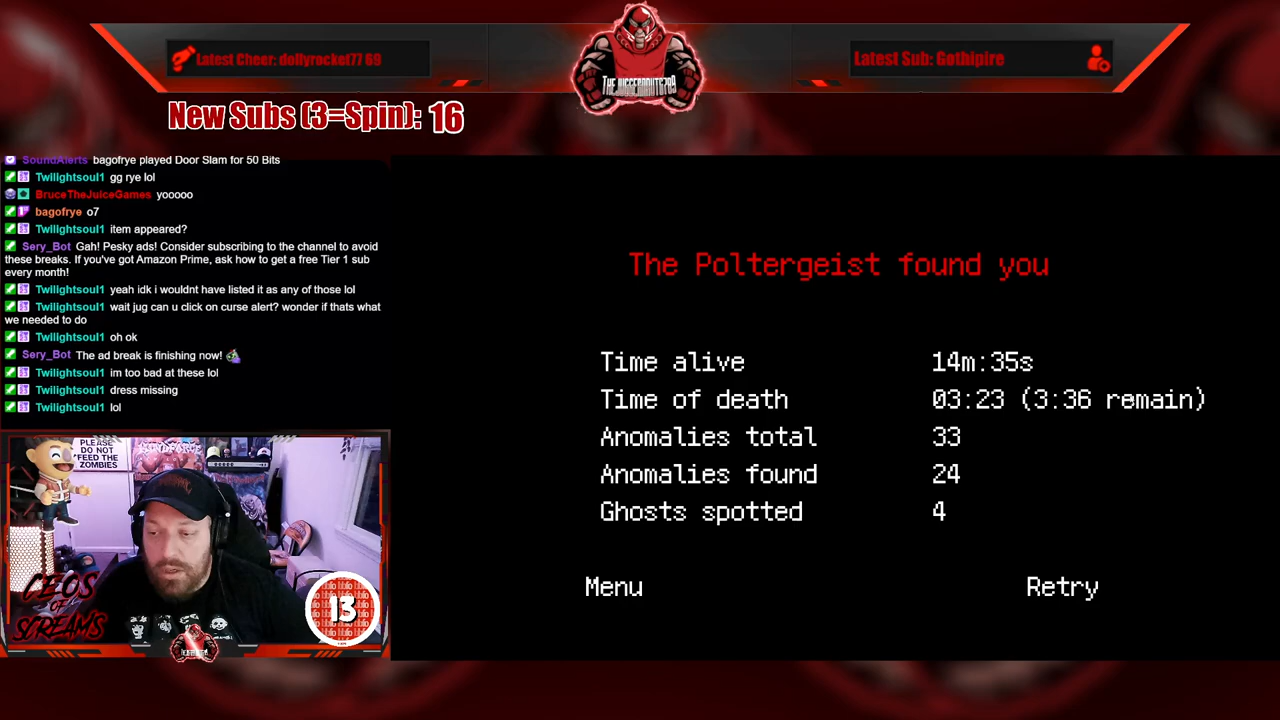 Latest Cheer: dollyrocket77 69
THEJUGGERNAUT6789
Latest Sub: Gothipire
New Subs (3=Spin): 16
SoundAlerts bagofrye played Door Slam for 50 Bits
Twilightsoul1 gg rye lol
BruceTheJuiceGames yooooo
bagofrye o7
Twilightsoul1 item appeared?
Sery_Bot Gah! Pesky ads! Consider subscribing to the channel to avoid
these breaks. If you've got Amazon Prime, ask how to get a free Tier 1 sub
every month!
Twilightsoul1 yeah idk i wouldnt have listed it as any of those lol
Twilightsoul1 wait jug can u click on curse alert? wonder if thats what
we needed to do
Twilightsoul1 oh ok
Sery_Bot The ad break is finishing now!
Twilightsoul1 im too bad at these lol
Twilightsoul1 dress missing
Twilightsoul1 lol
The Poltergeist found you
Time alive 14m:35s
Time of death 03:23 (3:36 remain)
Anomalies total 33
Anomalies found 24
Ghosts spotted 4
Menu Retry
PLEASE
DO NOT
FEED THE
ZOMBIES
CEOS
OF
SCREAMS
13